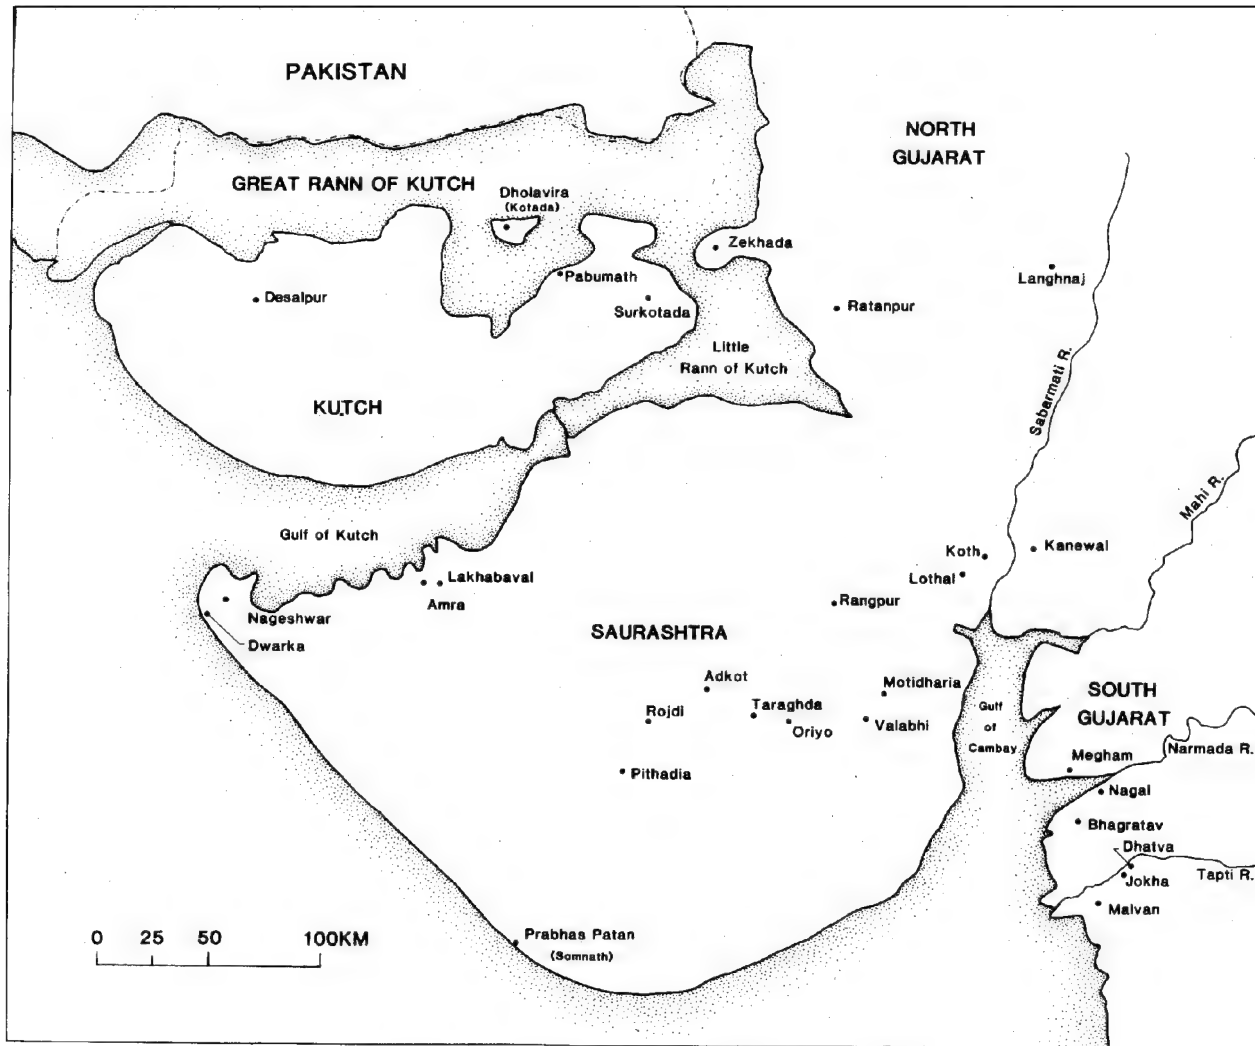 PAKISTAN
NORTH
GUJARAT
GREAT RANN OF KUTCH
Dholavira
(Kotada)
Zekhada
Langhnaj
Pabumath
Desalpur
Surkotada
Ratanpur
Little
Rann of Kutch
Sabarmati R.
KUTCH
Mahi R.
Gulf of Kutch
Koth
Kanewal
Lothal
Lakhabaval
Amra
Rangpur
Nageshwar
Dwarka
SAURASHTRA
Adkot
Motidharia
SOUTH
GUJARAT
Rojdi
Taraghda
Oriyo
Valabhi
Gulf
of
Cambay
Narmada R.
Megham
Pithadia
Nagal
Bhagratav
Dhatva
Jokha
Tapti R.
Malvan
0 25 50 100KM
Prabhas Patan
(Somnath)